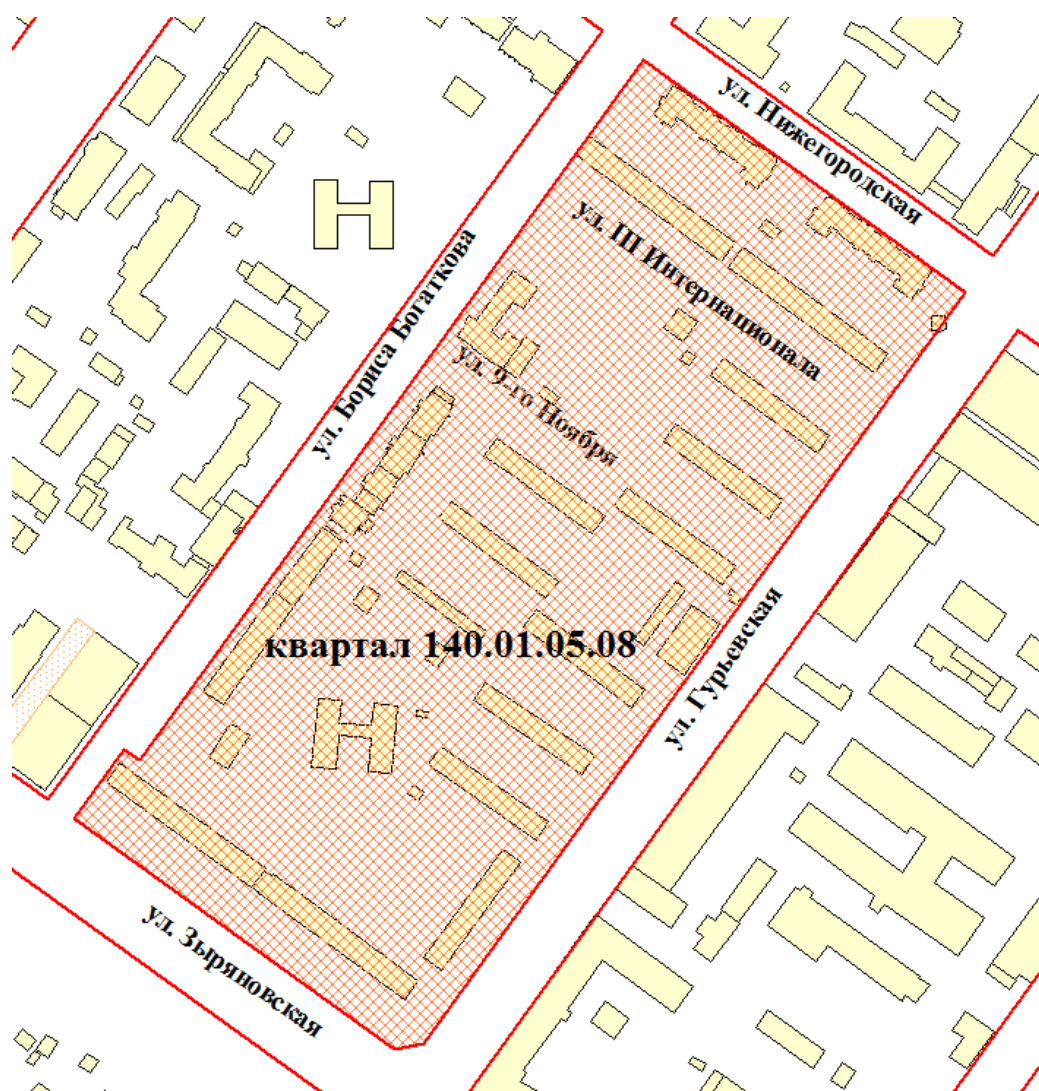 ул. Нижегородская
ул. III Интернационала
ул. Бориса Богаткова
ул. 9-го Ноября
квартал 140.01.05.08
ул. Гурьевская
ул. Зыряновская